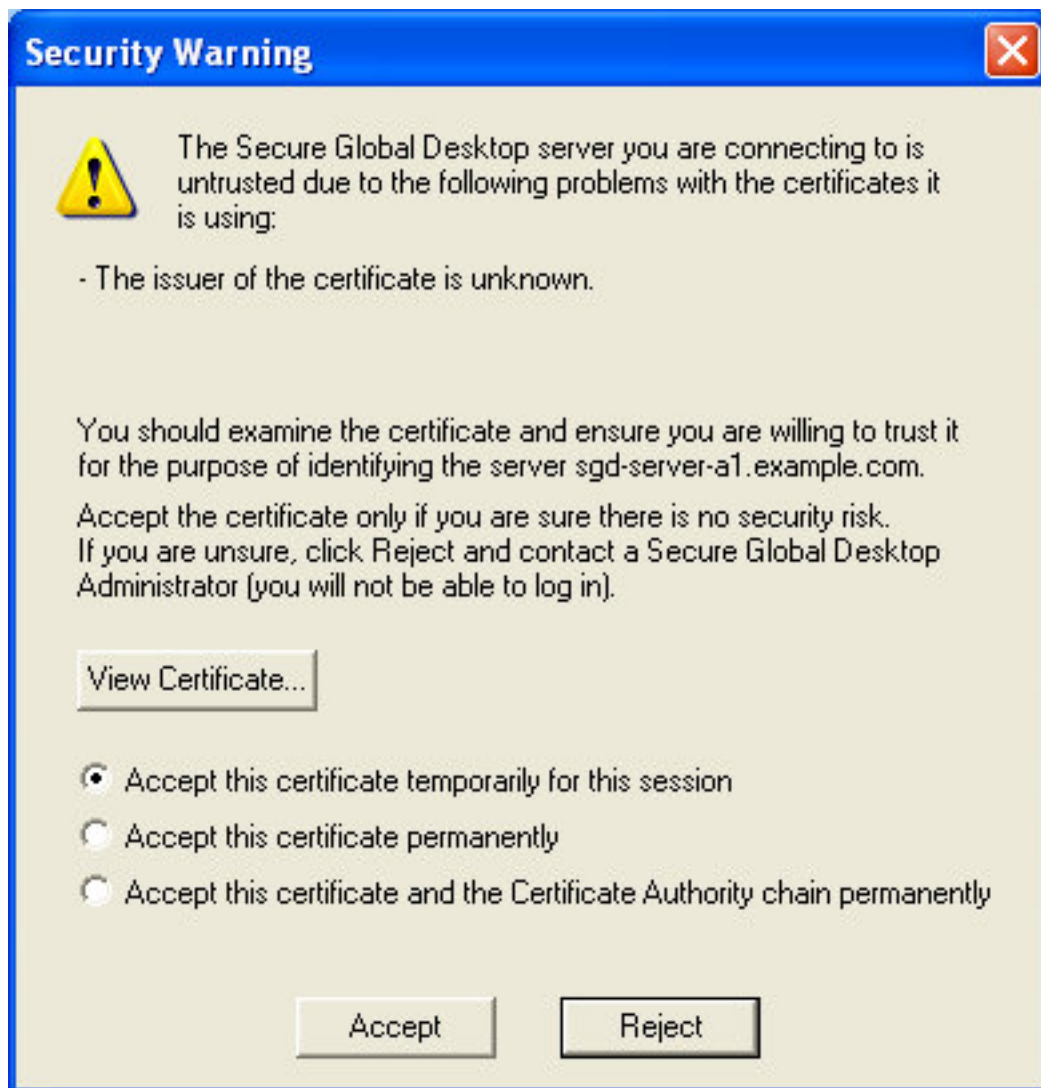 Security Warning
The Secure Global Desktop server you are connecting to is
untrusted due to the following problems with the certificates it
is using:
- The issuer of the certificate is unknown.
You should examine the certificate and ensure you are willing to trust it
for the purpose of identifying the server sgd-server-a1.example.com.
Accept the certificate only if you are sure there is no security risk.
If you are unsure, click Reject and contact a Secure Global Desktop
Administrator (you will not be able to log in).
View Certificate...
Accept this certificate temporarily for this session
Accept this certificate permanently
Accept this certificate and the Certificate Authority chain permanently
Accept
Reject